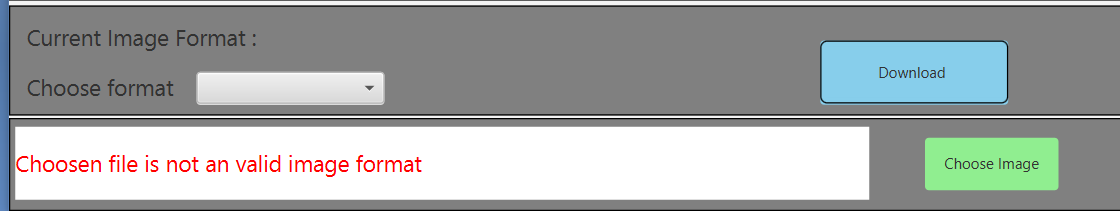 Current Image Format :
Choose format
Download
Choosen file is not an valid image format
Choose Image